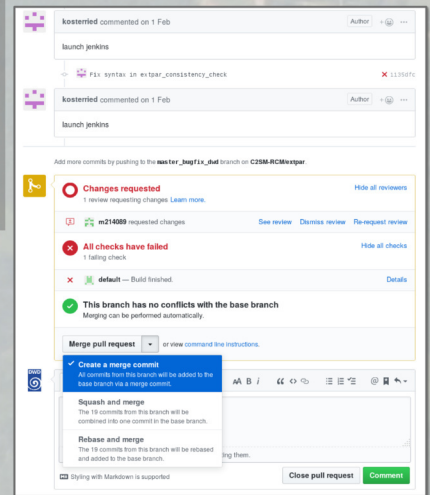 kosterried commented on 1 Feb Author
launch jenkins
Fix syntax in extpar_consistency_check
kosterried commented on 1 Feb Author
launch jenkins
Add more commits by pushing to the master_bugfix_dwd branch on C2SM-RCM/extpar.
Changes requested Hide all reviewers
1 review requesting changes Learn more.
m214089 requested changes See review Dismiss review Re-request review
All checks have failed Hide all checks
1 failing check
default — Build finished. Details
This branch has no conflicts with the base branch
Merging can be performed automatically.
Merge pull request or view command line instructions.
Create a merge commit
All commits from this branch will be added to the
base branch via a merge commit.
Squash and merge
The 19 commits from this branch will be
combined into one commit in the base branch.
Rebase and merge
The 19 commits from this branch will be rebased
and added to the base branch.
DWD
AA B i
ing them.
Styling with Markdown is supported
Close pull request Comment